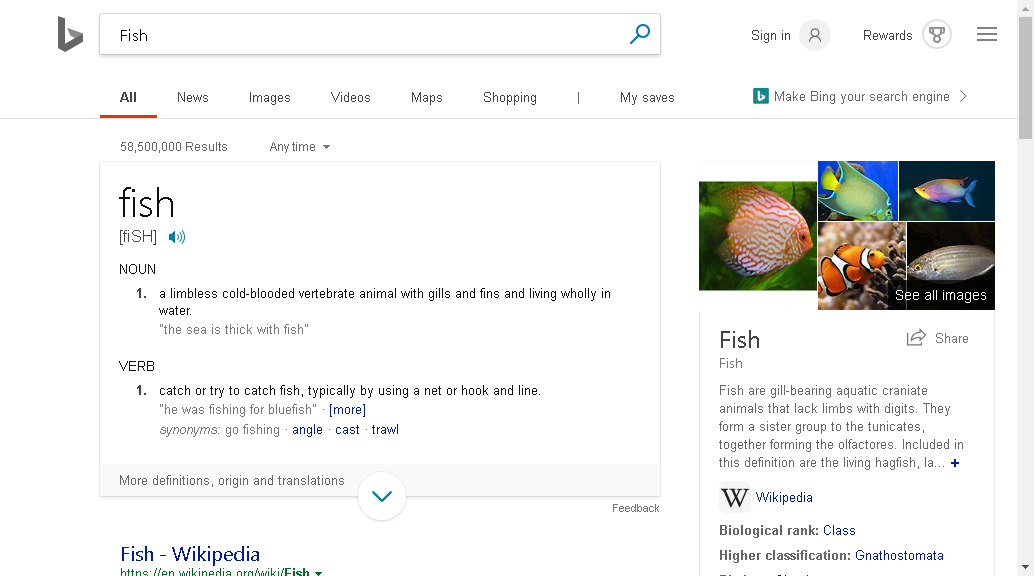 Fish
Sign in
Rewards
All
News
Images
Videos
Maps
Shopping
|
My saves
Make Bing your search engine
58,500,000 Results
Any time
fish
[fiSH]
NOUN
1. a limbless cold-blooded vertebrate animal with gills and fins and living wholly in
water.
"the sea is thick with fish"
VERB
1. catch or try to catch fish, typically by using a net or hook and line.
"he was fishing for bluefish" · [more]
synonyms: go fishing · angle · cast · trawl
More definitions, origin and translations
Feedback
Fish - Wikipedia
https://en.wikipedia.org/wiki/Fish
See all images
Fish
Share
Fish
Fish are gill-bearing aquatic craniate
animals that lack limbs with digits. They
form a sister group to the tunicates,
together forming the olfactores. Included in
this definition are the living hagfish, la... +
W Wikipedia
Biological rank: Class
Higher classification: Gnathostomata